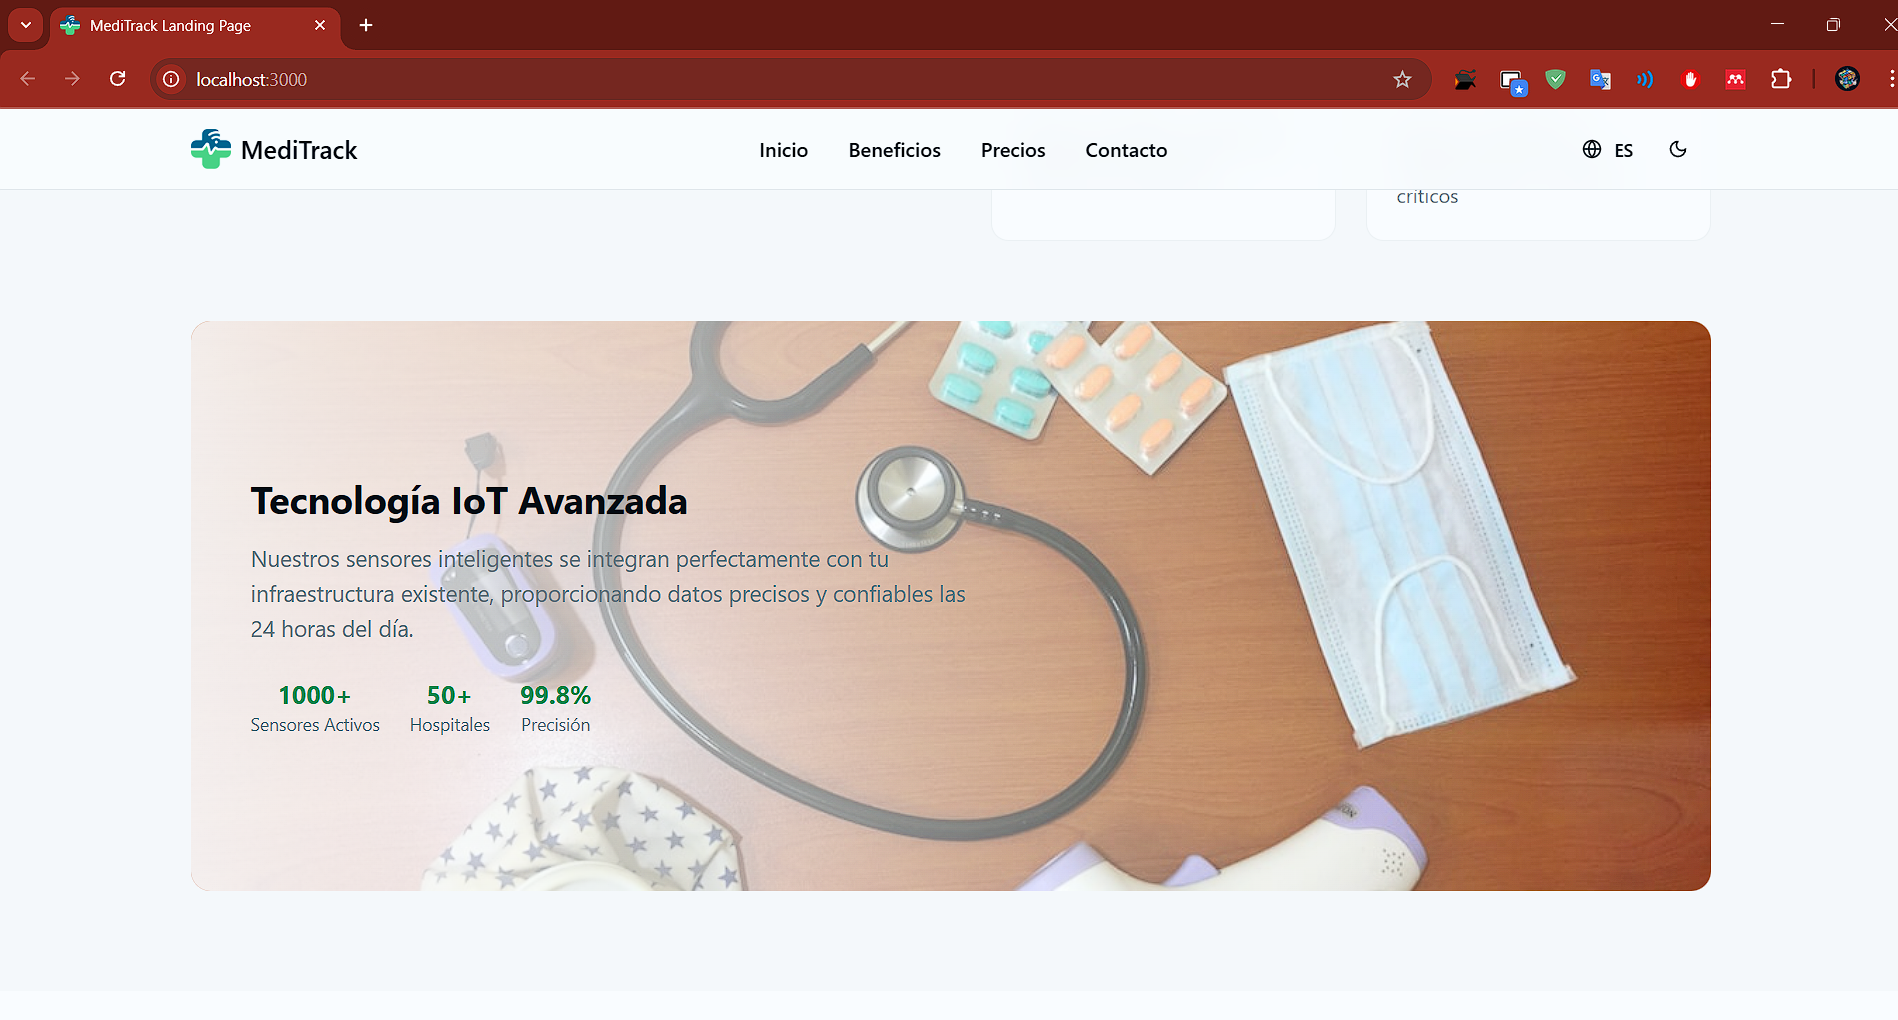 MediTrack Landing Page
localhost:3000
MediTrack
Inicio
Beneficios
Precios
Contacto
ES
críticos
Tecnología IoT Avanzada
Nuestros sensores inteligentes se integran perfectamente con tu
infraestructura existente, proporcionando datos precisos y confiables las
24 horas del día.
1000+
Sensores Activos
50+
Hospitales
99.8%
Precisión